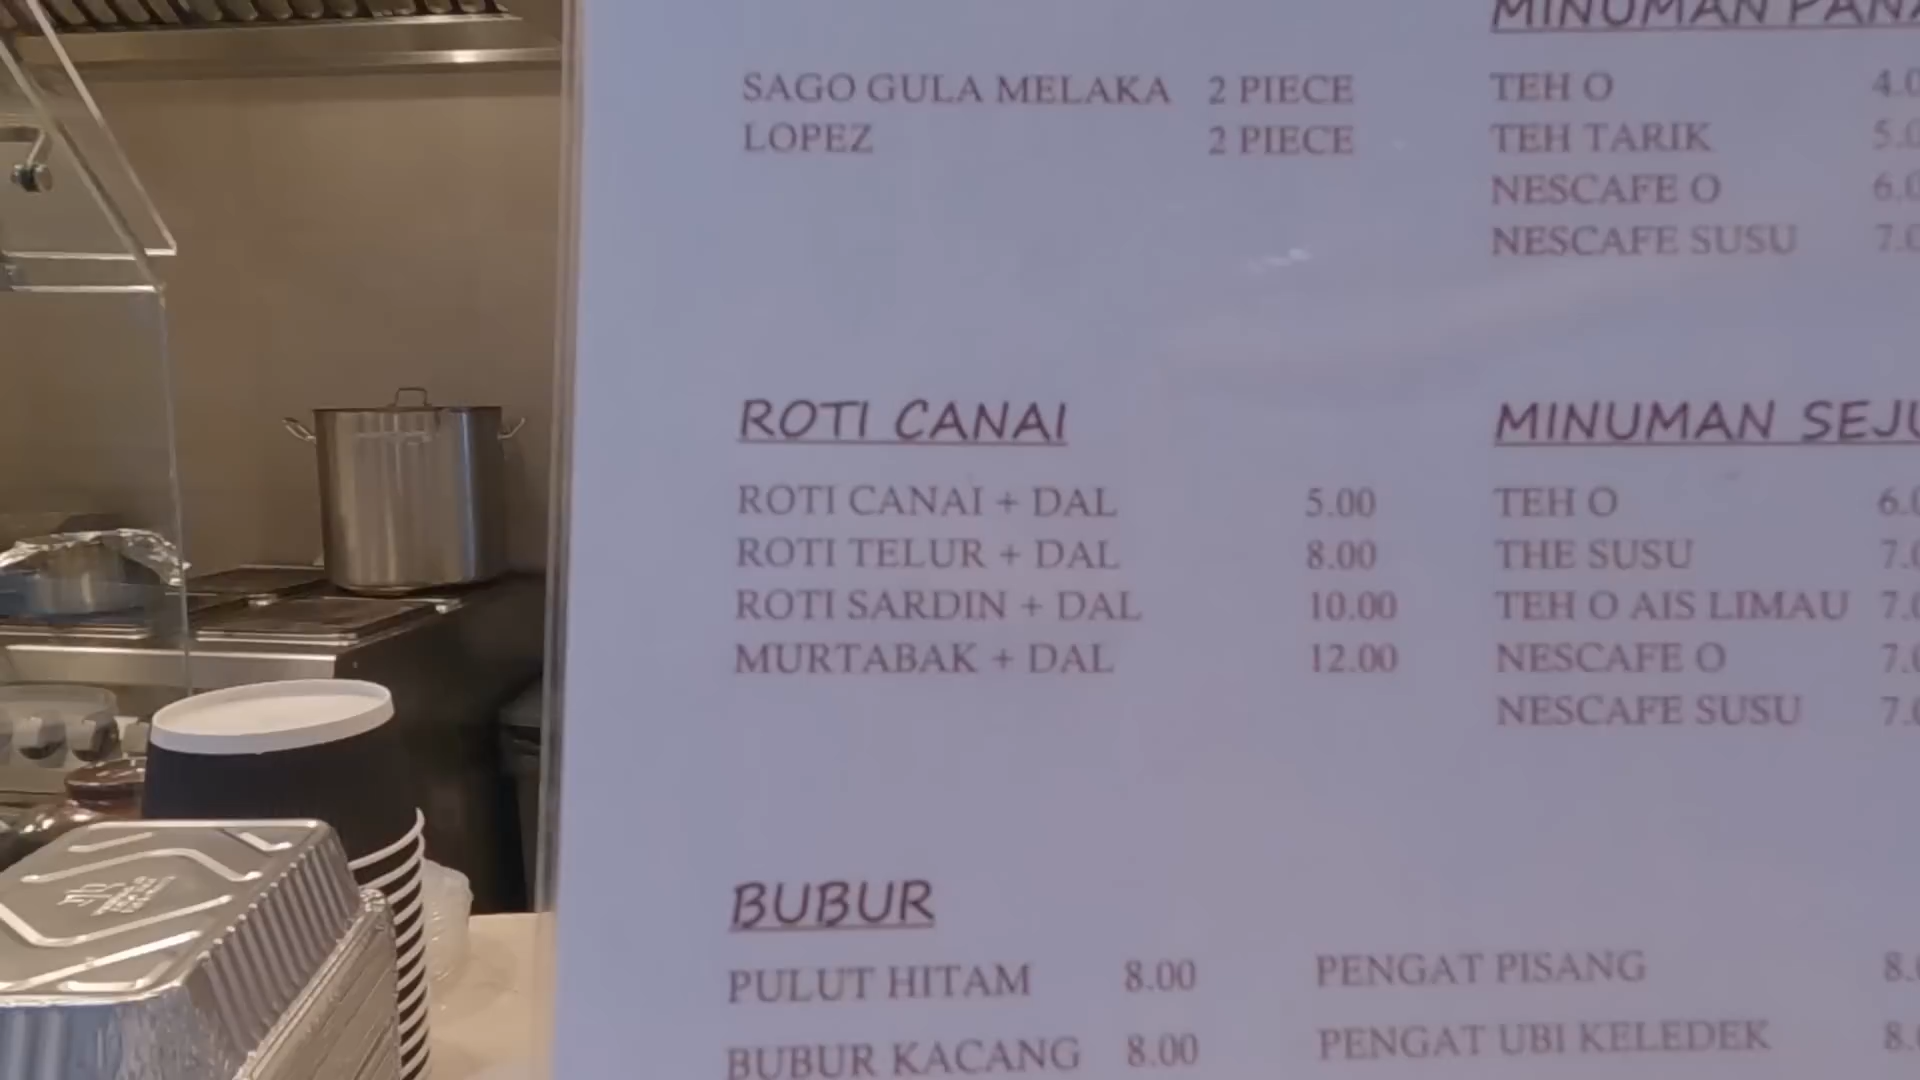 MINUMAN
SAGO GULA MELAKA 2 PIECE
LOPEZ 2 PIECE
TEH O
TEH TARIK
NESCAFE O
NESCAFE SUSU
ROTI CANAI
ROTI CANAI + DAL 5.00
ROTI TELUR + DAL 8.00
ROTI SARDIN + DAL 10.00
MURTABAK + DAL 12.00
MINUMAN
TEH O
THE SUSU
TEH O AIS LIMAU
NESCAFE O
NESCAFE SUSU
BUBUR
PULUT HITAM 8.00 PENGAT PISANG
BUBUR KACANG 8.00 PENGAT UBI KELEDEK